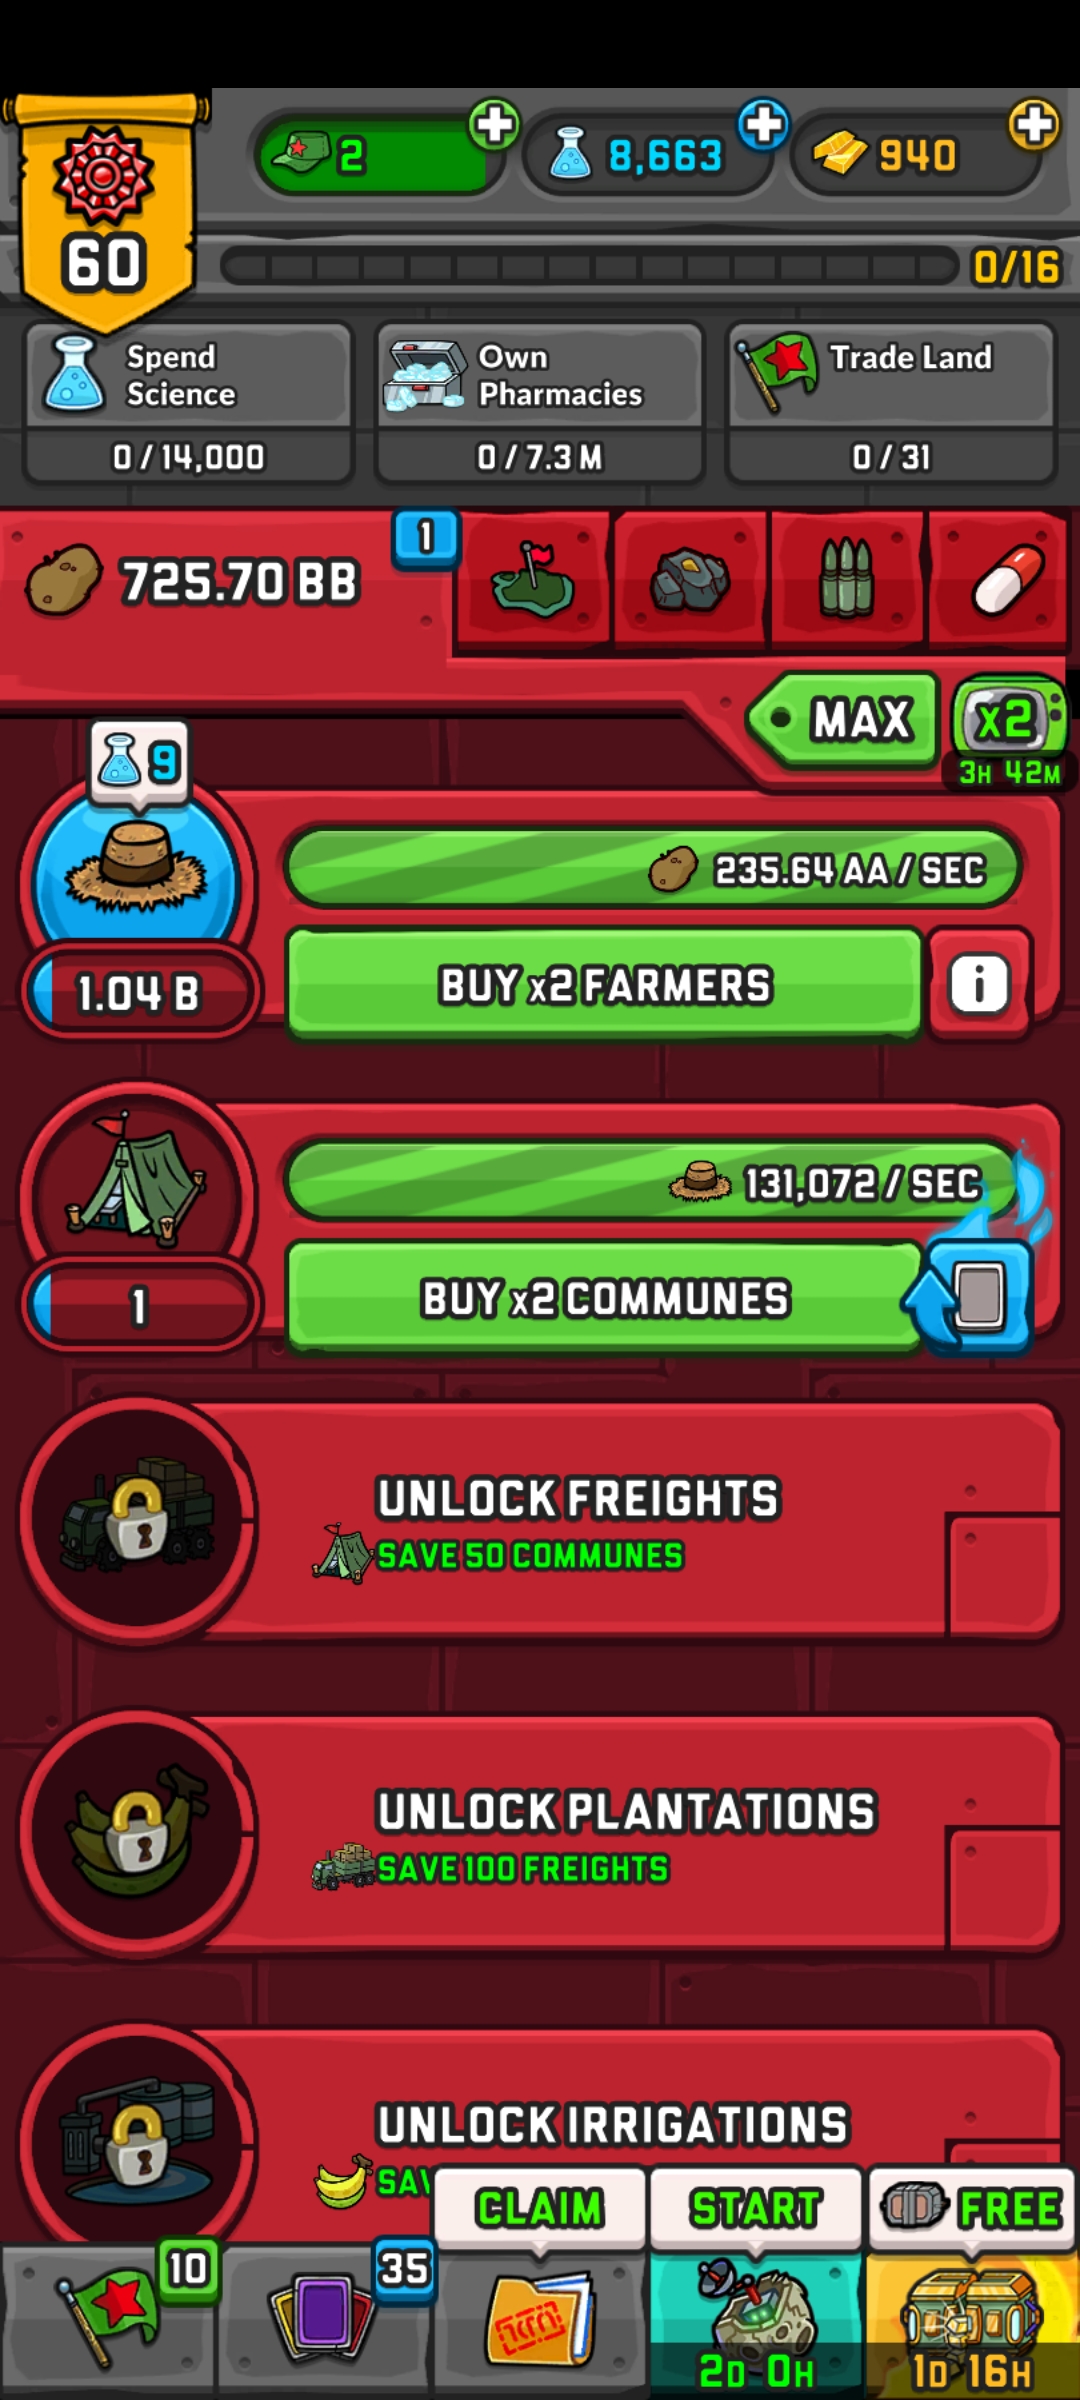 2
8,663
940
60
0/16
Spend
Science
Own
Pharmacies
Trade Land
0 / 14,000
0 / 7.3 M
0 / 31
725.70 BB
1
MAX
x2
3H 42M
9
235.64 AA / SEC
1.04 B
BUY x2 FARMERS
i
131,072 / SEC
1
BUY x2 COMMUNES
UNLOCK FREIGHTS
SAVE 50 COMMUNES
UNLOCK PLANTATIONS
SAVE 100 FREIGHTS
UNLOCK IRRIGATIONS
CLAIM
START
FREE
10
35
2D 0H
1D 16H